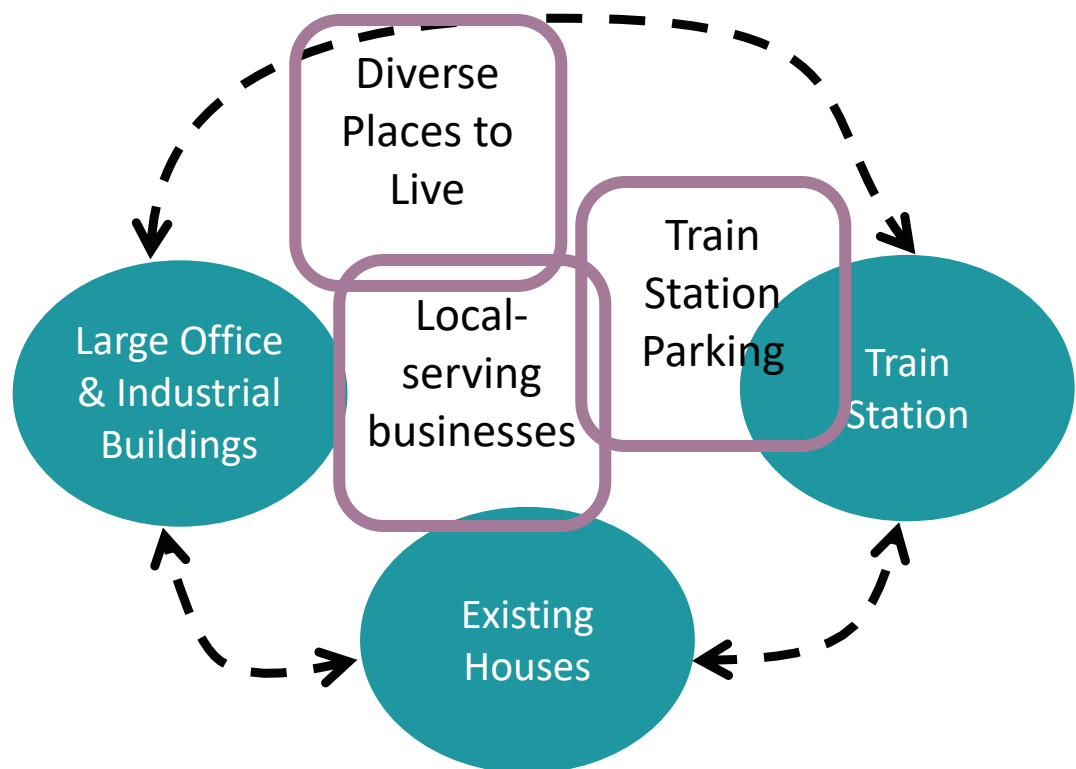 Diverse
Places to
Live
Train
Station
Parking
Local-
serving
businesses
Large Office
& Industrial
Buildings
Train
Station
Existing
Houses